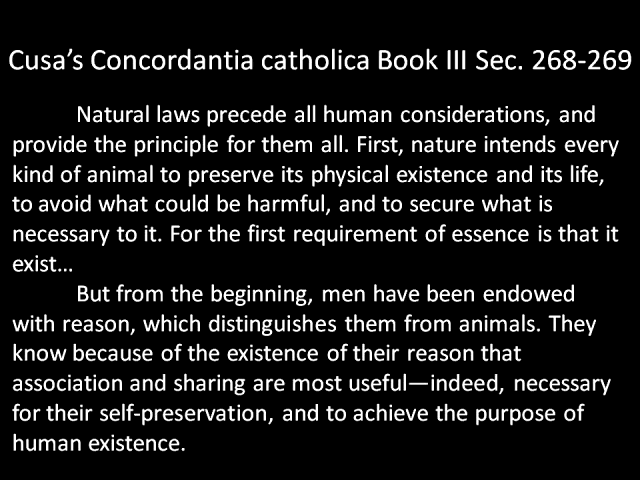 Cusa's Concordantia catholica Book III Sec. 268-269
Natural laws precede all human considerations, and
provide the principle for them all. First, nature intends every
kind of animal to preserve its physical existence and its life,
to avoid what could be harmful, and to secure what is
necessary to it. For the first requirement of essence is that it
exist…
But from the beginning, men have been endowed
with reason, which distinguishes them from animals. They
know because of the existence of their reason that
association and sharing are most useful—indeed, necessary
for their self-preservation, and to achieve the purpose of
human existence.